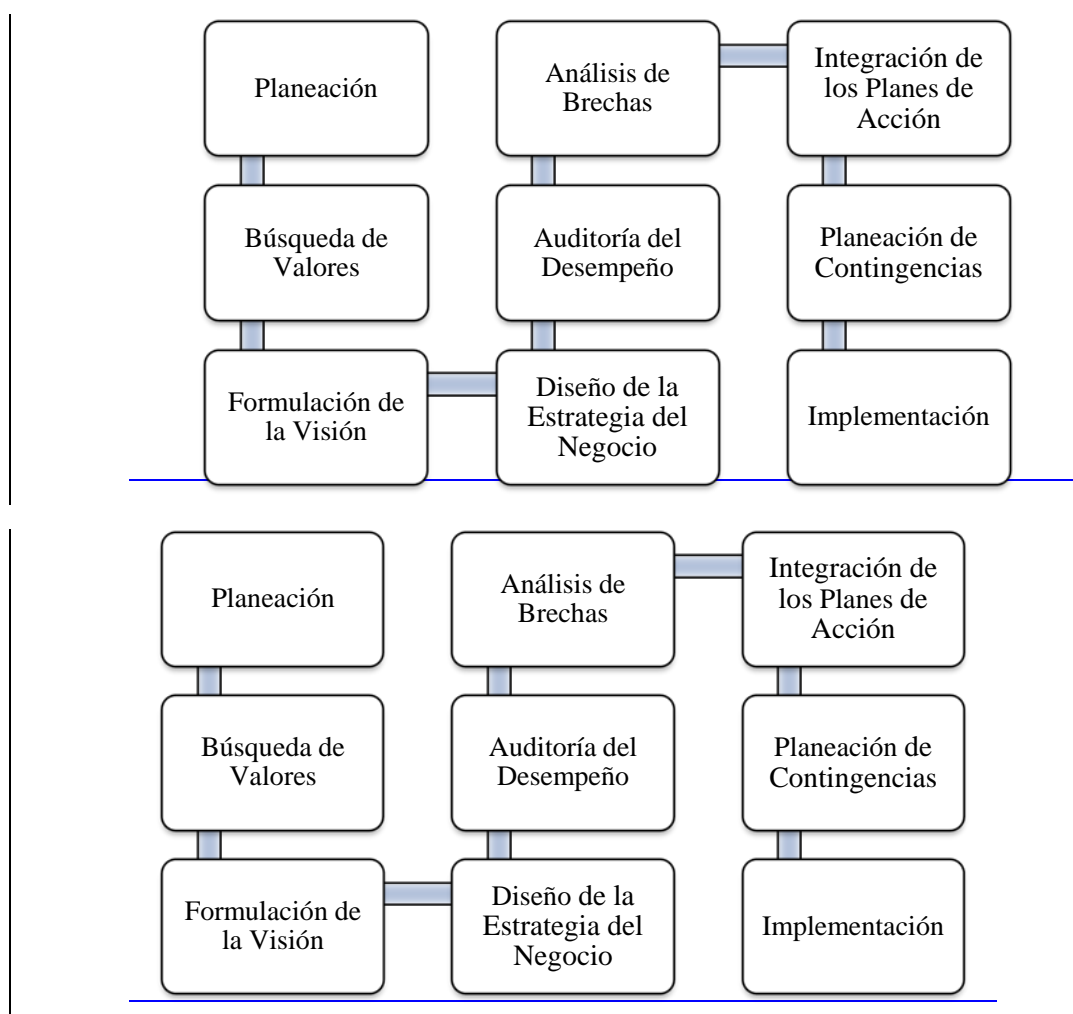 Planeación
Búsqueda de
Valores
Formulación de
la Visión
Diseño de la
Estrategia del
Negocio
Auditoría del
Desempeño
Análisis de
Brechas
Integración de
los Planes de
Acción
Planeación de
Contingencias
Implementación
Planeación
Búsqueda de
Valores
Formulación de
la Visión
Diseño de la
Estrategia del
Negocio
Auditoría del
Desempeño
Análisis de
Brechas
Integración de
los Planes de
Acción
Planeación de
Contingencias
Implementación